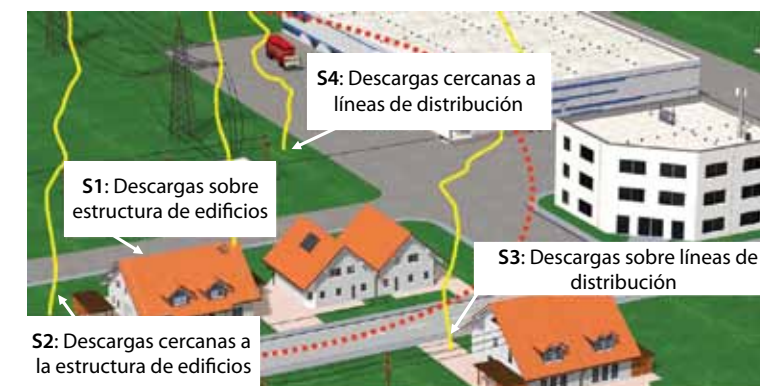 S4: Descargas cercanas a
líneas de distribución
S1: Descargas sobre
estructura de edificios
S3: Descargas sobre líneas de
distribución
S2: Descargas cercanas a
la estructura de edificios